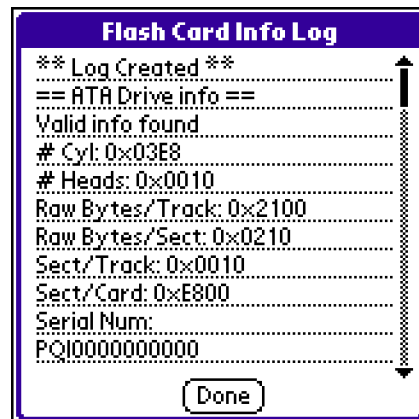 Flash Card Info Log
** Log Created **
== ATA Drive info ==
Valid info found
# Cyl: 0x03E8
# Heads: 0x0010
Raw Bytes/Track: 0x2100
Raw Bytes/Sect: 0x0210
Sect/Track: 0x0010
Sect/Card: 0xE800
Serial Num:
PQI0000000000
Done